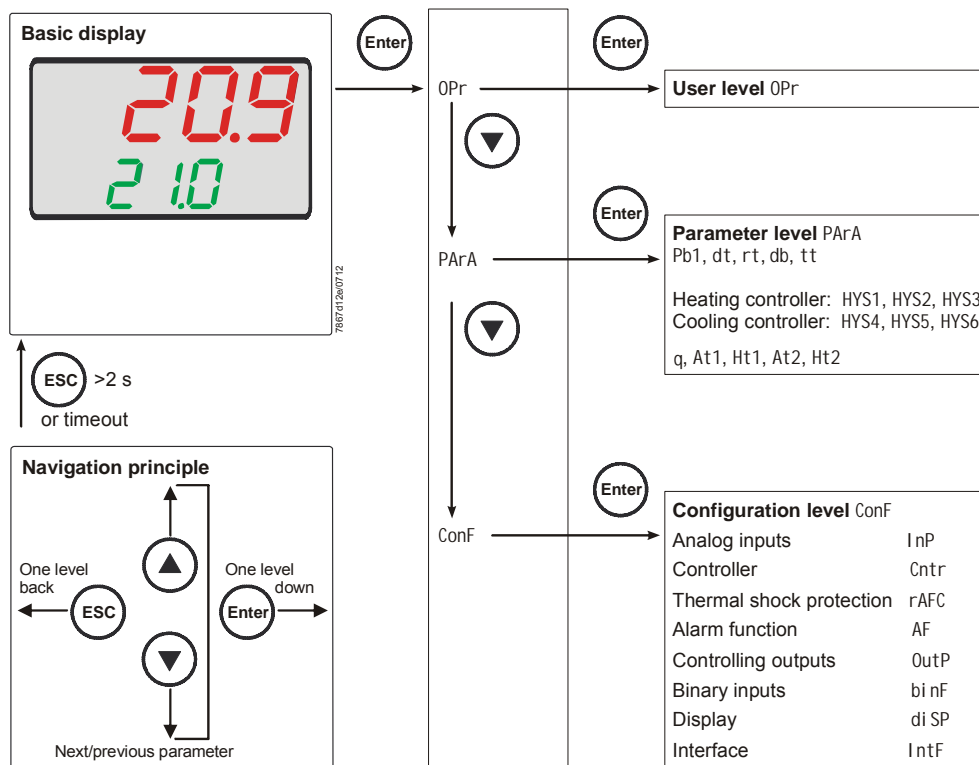 Basic display
20.9
21.0
7867d12e/0712
ESC >2 s
or timeout
Navigation principle
One level back
ESC
One level down
Enter
Next/previous parameter
Enter
OPr
Enter
User level OPr
PArA
Enter
Parameter level PArA
Pb1, dt, rt, db, tt
Heating controller: HYS1, HYS2, HYS3
Cooling controller: HYS4, HYS5, HYS6
q, At1, Ht1, At2, Ht2
ConF
Enter
Configuration level ConF
Analog inputs InP
Controller Cntr
Thermal shock protection rAFC
Alarm function AF
Controlling outputs OutP
Binary inputs binF
Display diSP
Interface IntF